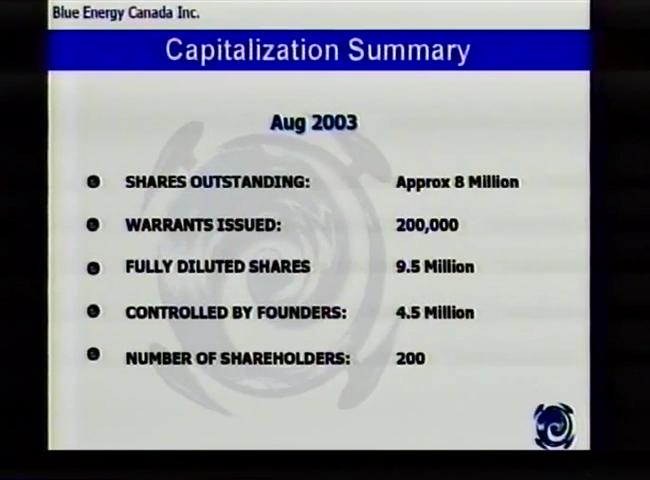 Blue Energy Canada Inc.
Capitalization Summary
Aug 2003
SHARES OUTSTANDING: Approx 8 Million
WARRANTS ISSUED: 200,000
FULLY DILUTED SHARES 9.5 Million
CONTROLLED BY FOUNDERS: 4.5 Million
NUMBER OF SHAREHOLDERS: 200